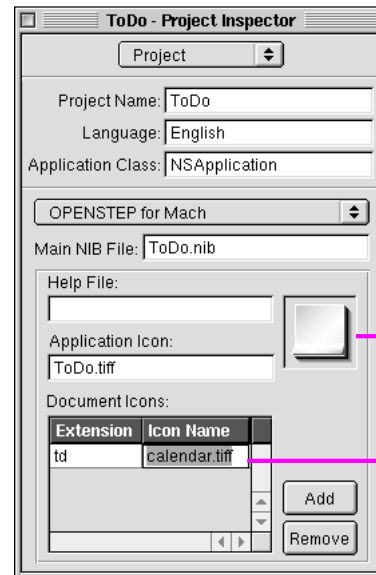 ToDo - Project Inspector
Project
Project Name: ToDo
Language: English
Application Class: NSApplication
OPENSTEP for Mach
Main NIB File: ToDo.nib
Help File:
Application Icon:
ToDo.tiff
Document Icons:
Extension Icon Name
td calendar.tiff
Add
Remove